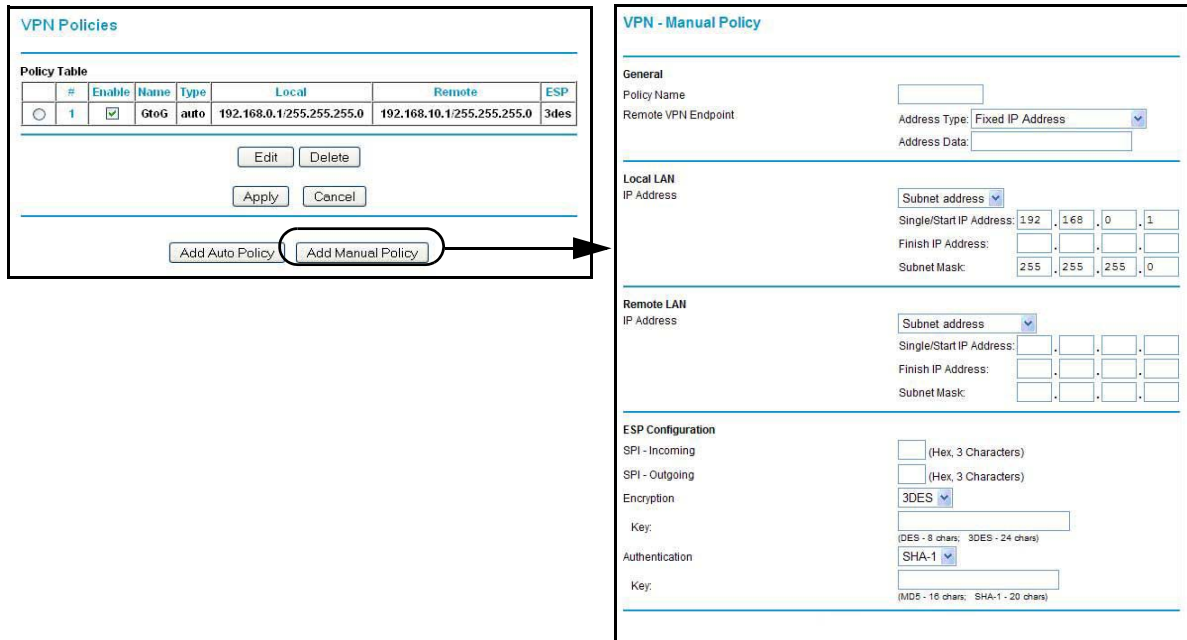 VPN Policies
Policy Table
# Enable Name Type Local Remote ESP
1 GtoG auto 192.168.0.1/255.255.255.0 192.168.10.1/255.255.255.0 3des
Edit Delete
Apply Cancel
Add Auto Policy Add Manual Policy
VPN - Manual Policy
General
Policy Name
Remote VPN Endpoint Address Type: Fixed IP Address
Address Data:
Local LAN
IP Address Subnet address
Single/Start IP Address: 192 . 168 . 0 . 1
Finish IP Address: . . .
Subnet Mask: 255 . 255 . 255 . 0
Remote LAN
IP Address Subnet address
Single/Start IP Address: . . .
Finish IP Address: . . .
Subnet Mask: . . .
ESP Configuration
SPI - Incoming (Hex, 3 Characters)
SPI - Outgoing (Hex, 3 Characters)
Encryption 3DES
Key:
(DES - 8 chars; 3DES - 24 chars)
Authentication SHA-1
Key:
(MD5 - 16 chars; SHA-1 - 20 chars)